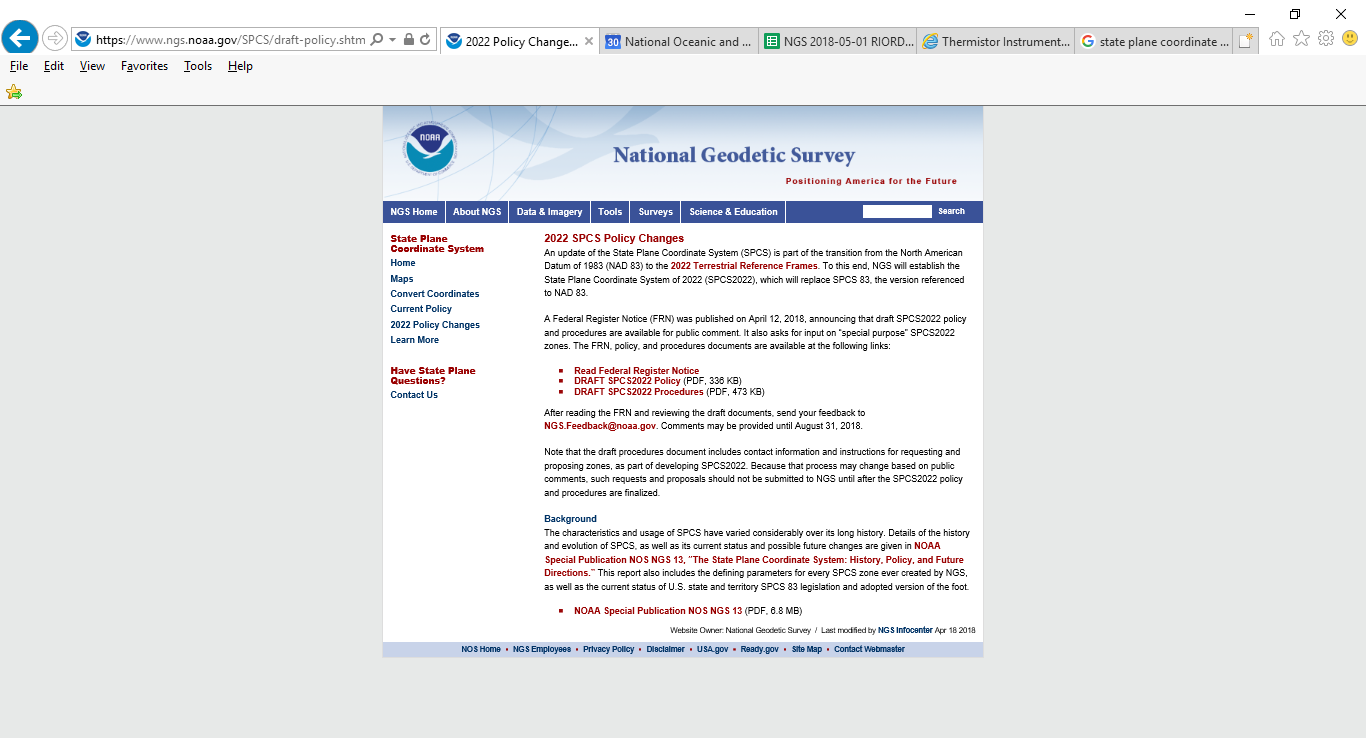 https://www.ngs.noaa.gov/SPCS/draft-policy.shtm
2022 Policy Change...
National Oceanic and ...
NGS 2018-05-01 RIORD...
Thermistor Instrument...
state plane coordinate ...
File Edit View Favorites Tools Help
NOAA
National Geodetic Survey
Positioning America for the Future
NGS Home About NGS Data & Imagery Tools Surveys Science & Education Search
State Plane
Coordinate System
Home
Maps
Convert Coordinates
Current Policy
2022 Policy Changes
Learn More
Have State Plane
Questions?
Contact Us
2022 SPCS Policy Changes
An update of the State Plane Coordinate System (SPCS) is part of the transition from the North American
Datum of 1983 (NAD 83) to the 2022 Terrestrial Reference Frames. To this end, NGS will establish the
State Plane Coordinate System of 2022 (SPCS2022), which will replace SPCS 83, the version referenced
to NAD 83.
A Federal Register Notice (FRN) was published on April 12, 2018, announcing that draft SPCS2022 policy
and procedures are available for public comment. It also asks for input on "special purpose" SPCS2022
zones. The FRN, policy, and procedures documents are available at the following links:
Read Federal Register Notice
DRAFT SPCS2022 Policy (PDF, 336 KB)
DRAFT SPCS2022 Procedures (PDF, 473 KB)
After reading the FRN and reviewing the draft documents, send your feedback to
NGS.Feedback@noaa.gov. Comments may be provided until August 31, 2018.
Note that the draft procedures document includes contact information and instructions for requesting and
proposing zones, as part of developing SPCS2022. Because that process may change based on public
comments, such requests and proposals should not be submitted to NGS until after the SPCS2022 policy
and procedures are finalized.
Background
The characteristics and usage of SPCS have varied considerably over its long history. Details of the history
and evolution of SPCS, as well as its current status and possible future changes are given in NOAA
Special Publication NOS NGS 13, "The State Plane Coordinate System: History, Policy, and Future
Directions." This report also includes the defining parameters for every SPCS zone ever created by NGS,
as well as the current status of U.S. state and territory SPCS 83 legislation and adopted version of the foot.
NOAA Special Publication NOS NGS 13 (PDF, 6.8 MB)
Website Owner: National Geodetic Survey / Last modified by NGS Infocenter Apr 18 2018
NOS Home • NGS Employees • Privacy Policy • Disclaimer • USA.gov • Ready.gov • Site Map • Contact Webmaster